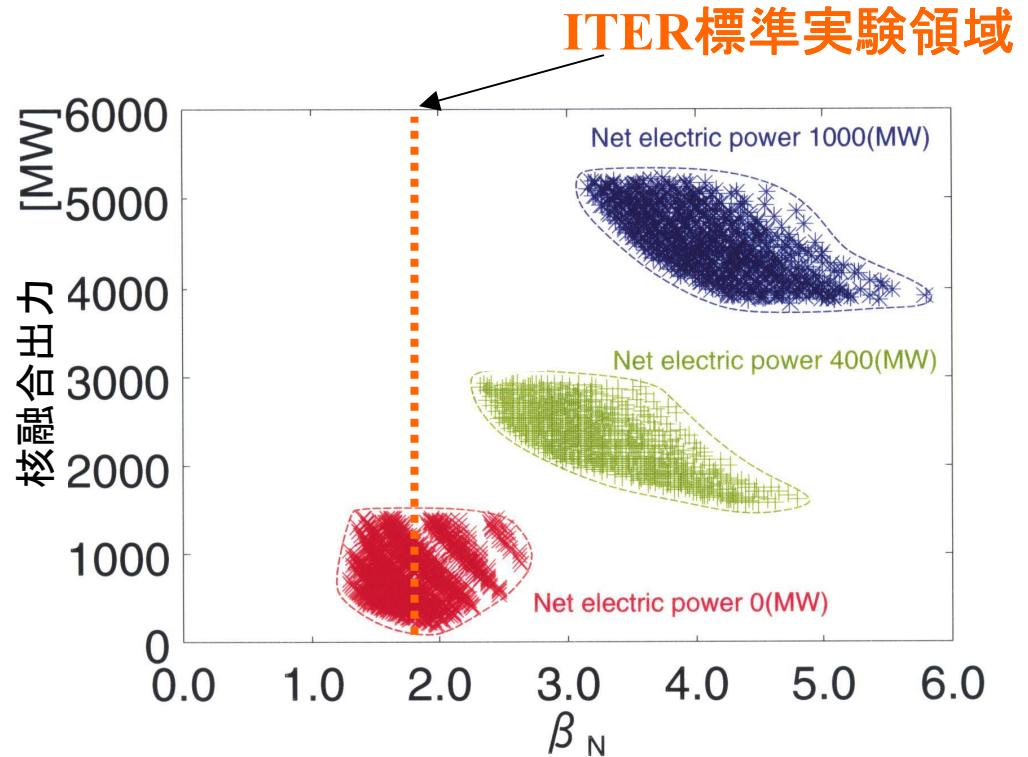 ITER標準実験領域
核融合出力 [MW]
6000
5000
4000
3000
2000
1000
0
Net electric power 1000(MW)
Net electric power 400(MW)
Net electric power 0(MW)
0.0 1.0 2.0 3.0 4.0 5.0 6.0
β N